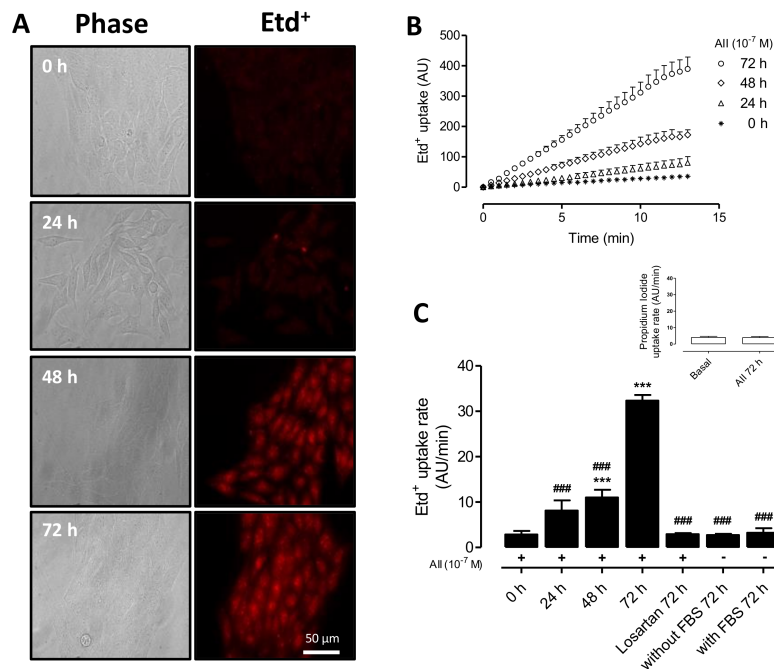 A
Phase
Etd⁺
0 h
24 h
48 h
72 h
50 µm
B
Etd⁺ uptake (AU)
500
400
300
200
100
0
0
5
10
15
Time (min)
AII (10⁻⁷ M)
72 h
48 h
24 h
0 h
C
Propidium Iodide
uptake rate (AU/min)
40
30
20
10
0
Basal
AII 72 h
Etd⁺ uptake rate
(AU/min)
40
30
20
10
0
###
###
***
***
###
###
###
AII (10⁻⁷ M)
+ + + + + - -
0 h
24 h
48 h
72 h
Losartan 72 h
without FBS 72 h
with FBS 72 h